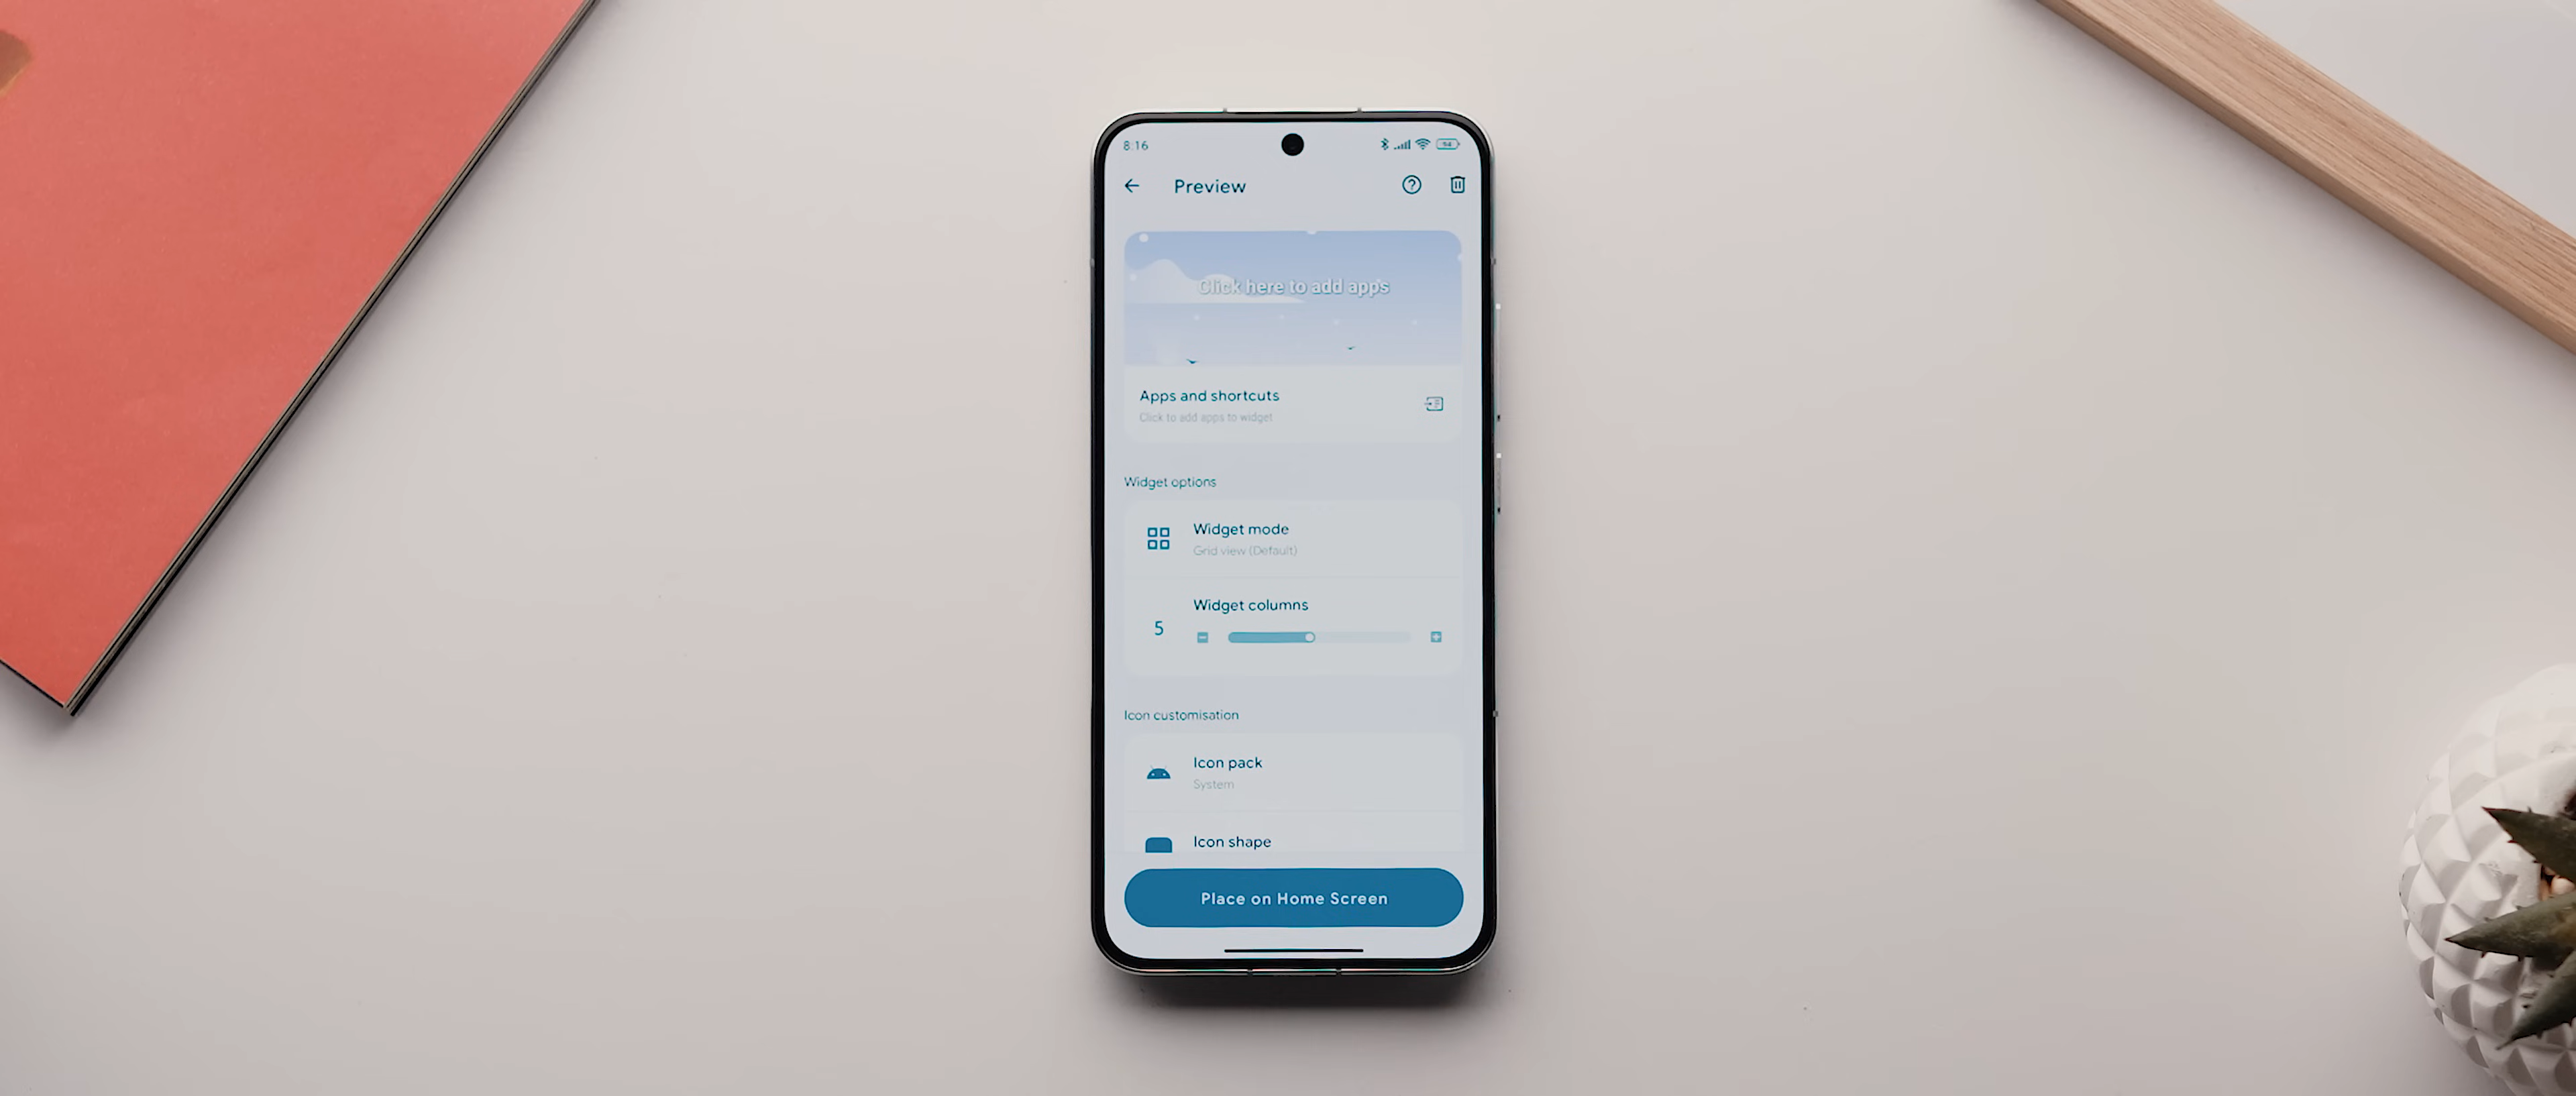 8:16
94
Preview
Click here to add apps
Apps and shortcuts
Click to add apps to widget
Widget options
Widget mode
Grid view (Default)
Widget columns
5
Icon customisation
Icon pack
System
Icon shape
Place on Home Screen